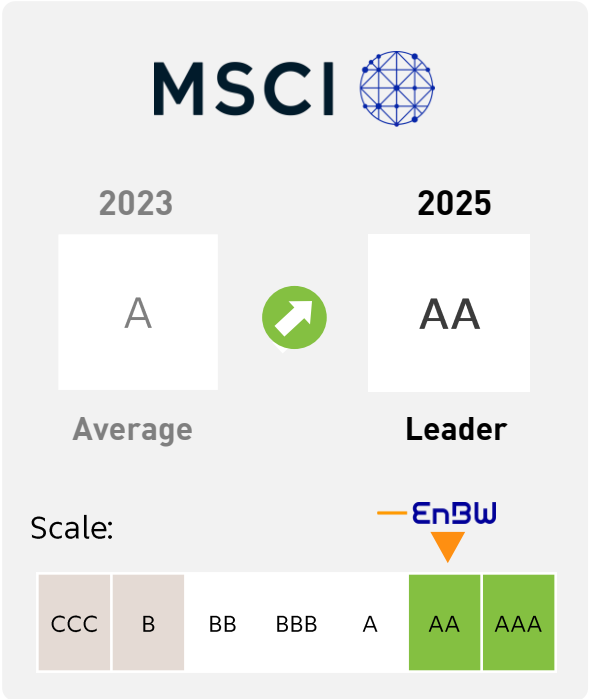 MSCI
2023
2025
A
AA
Average
Leader
EnBW
Scale:
CCC B BB BBB A AA AAA